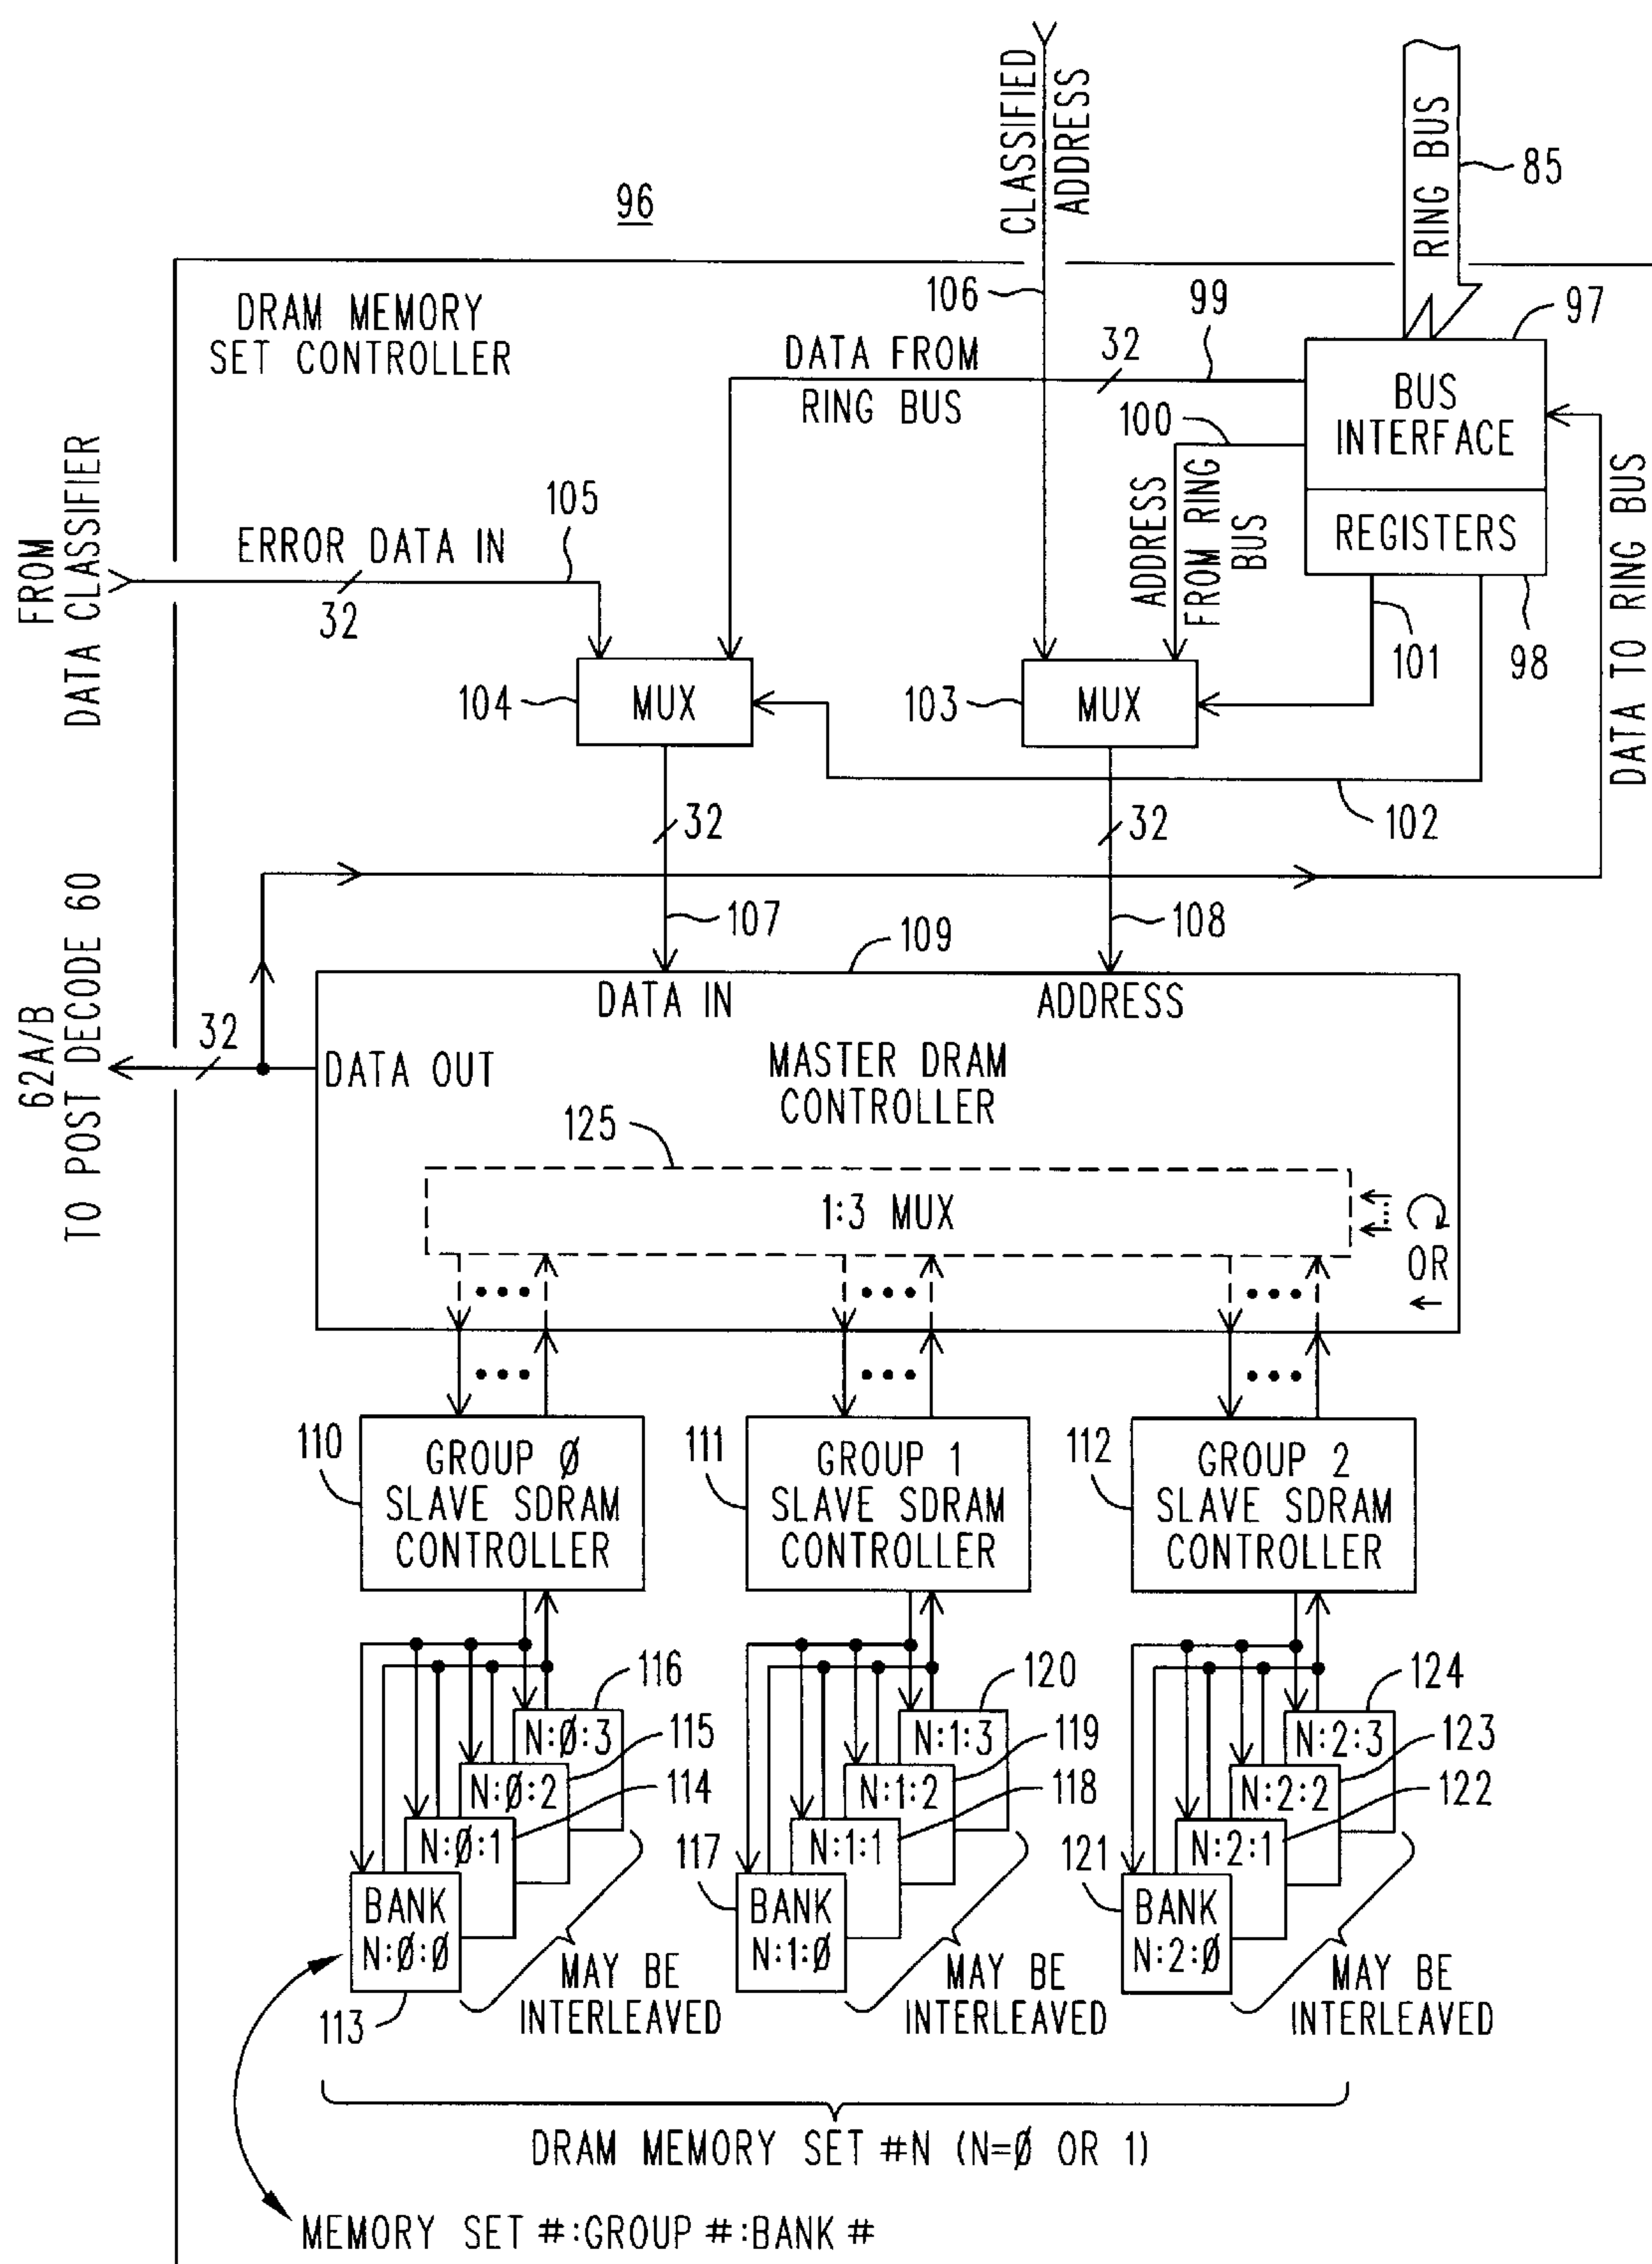 96
CLASSIFIED
ADDRESS
RING BUS
85
DRAM MEMORY
SET CONTROLLER
106
99
97
DATA FROM
RING BUS
32
100
BUS
INTERFACE
REGISTERS
ADDRESS
FROM RING
BUS
101
98
DATA TO RING BUS
FROM
DATA CLASSIFIER
ERROR DATA IN
105
32
104
MUX
103
MUX
102
32
32
107
108
109
62A/B
TO POST DECODE 60
32
DATA IN
ADDRESS
DATA OUT
MASTER DRAM
CONTROLLER
125
1:3 MUX
OR
110
GROUP Ø
SLAVE SDRAM
CONTROLLER
111
GROUP 1
SLAVE SDRAM
CONTROLLER
112
GROUP 2
SLAVE SDRAM
CONTROLLER
116
N:Ø:3
115
N:Ø:2
114
N:Ø:1
BANK
N:Ø:Ø
113
MAY BE
INTERLEAVED
120
N:1:3
119
N:1:2
118
N:1:1
117
BANK
N:1:Ø
MAY BE
INTERLEAVED
124
N:2:3
123
N:2:2
122
N:2:1
121
BANK
N:2:Ø
MAY BE
INTERLEAVED
DRAM MEMORY SET #N (N=Ø OR 1)
MEMORY SET #:GROUP #:BANK #